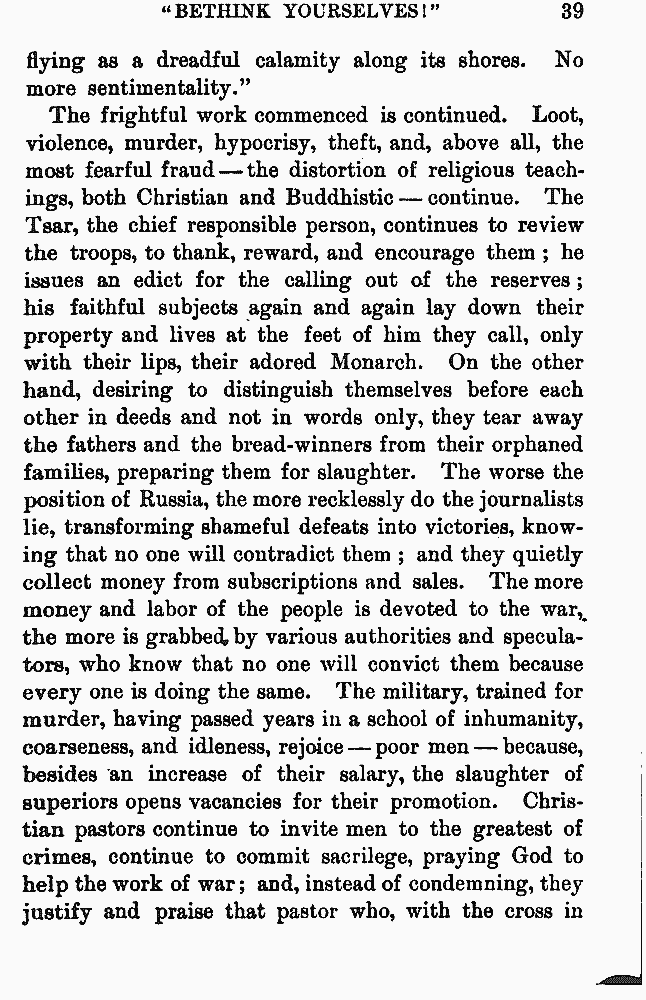 "BETHINK YOURSELVES!" 39
flying as a dreadful calamity along its shores. No
more sentimentality."
The frightful work commenced is continued. Loot,
violence, murder, hypocrisy, theft, and, above all, the
most fearful fraud — the distortion of religious teach-
ings, both Christian and Buddhistic — continue. The
Tsar, the chief responsible person, continues to review
the troops, to thank, reward, and encourage them ; he
issues an edict for the calling out of the reserves ;
his faithful subjects again and again lay down their
property and lives at the feet of him they call, only
with their lips, their adored Monarch. On the other
hand, desiring to distinguish themselves before each
other in deeds and not in words only, they tear away
the fathers and the bread-winners from their orphaned
families, preparing them for slaughter. The worse the
position of Russia, the more recklessly do the journalists
lie, transforming shameful defeats into victories, know-
ing that no one will contradict them ; and they quietly
collect money from subscriptions and sales. The more
money and labor of the people is devoted to the war,
the more is grabbed by various authorities and specula-
tors, who know that no one will convict them because
every one is doing the same. The military, trained for
murder, having passed years in a school of inhumanity,
coarseness, and idleness, rejoice — poor men — because,
besides an increase of their salary, the slaughter of
superiors opens vacancies for their promotion. Chris-
tian pastors continue to invite men to the greatest of
crimes, continue to commit sacrilege, praying God to
help the work of war ; and, instead of condemning, they
justify and praise that pastor who, with the cross in